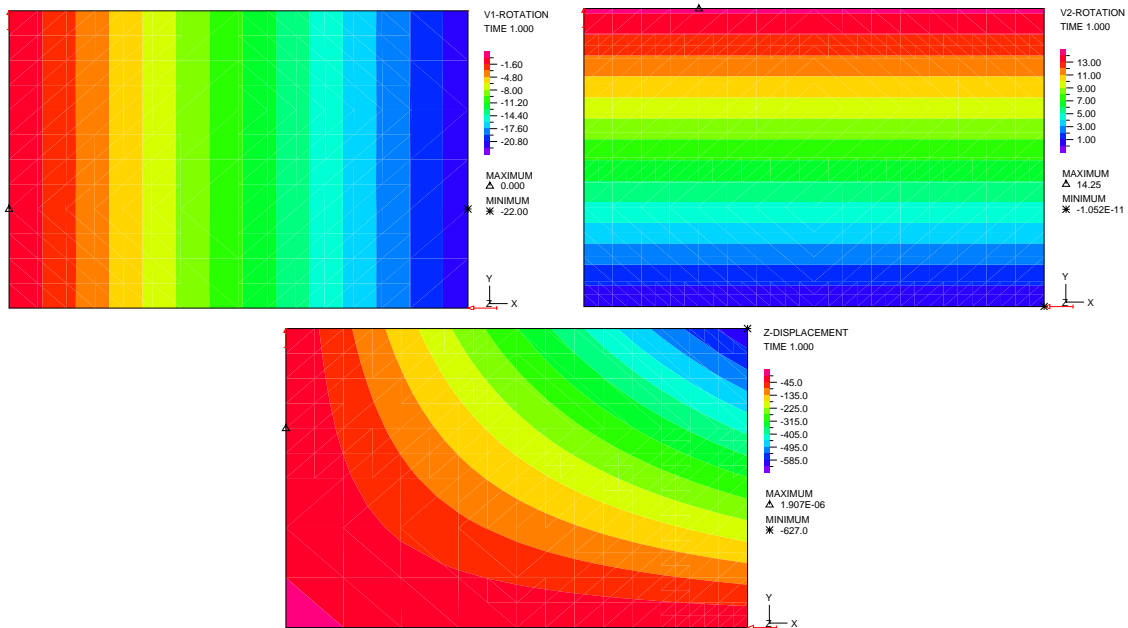 V1-ROTATION
TIME 1.000
-1.60
-4.80
-8.00
-11.20
-14.40
-17.60
-20.80
MAXIMUM
0.000
MINIMUM
-22.00
Y
Z X
V2-ROTATION
TIME 1.000
13.00
11.00
9.00
7.00
5.00
3.00
1.00
MAXIMUM
14.25
MINIMUM
-1.052E-11
Y
Z X
Z-DISPLACEMENT
TIME 1.000
-45.0
-135.0
-225.0
-315.0
-405.0
-495.0
-585.0
MAXIMUM
1.907E-06
MINIMUM
-627.0
Y
Z X